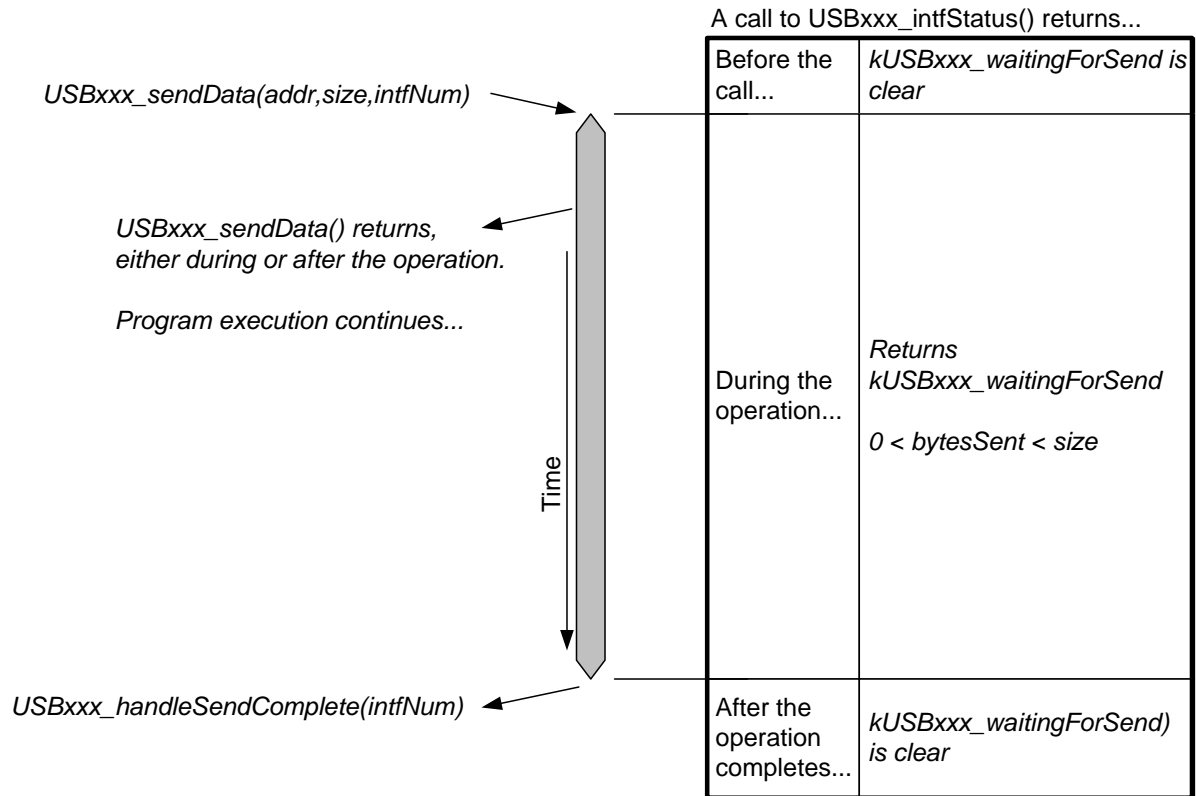 A call to USBxxx_intfStatus() returns...
Before the
call...
kUSBxxx_waitingForSend is
clear
USBxxx_sendData(addr,size,intfNum)
USBxxx_sendData() returns,
either during or after the operation.
Program execution continues...
Time
During the
operation...
Returns
kUSBxxx_waitingForSend
0 < bytesSent < size
USBxxx_handleSendComplete(intfNum)
After the
operation
completes...
kUSBxxx_waitingForSend)
is clear